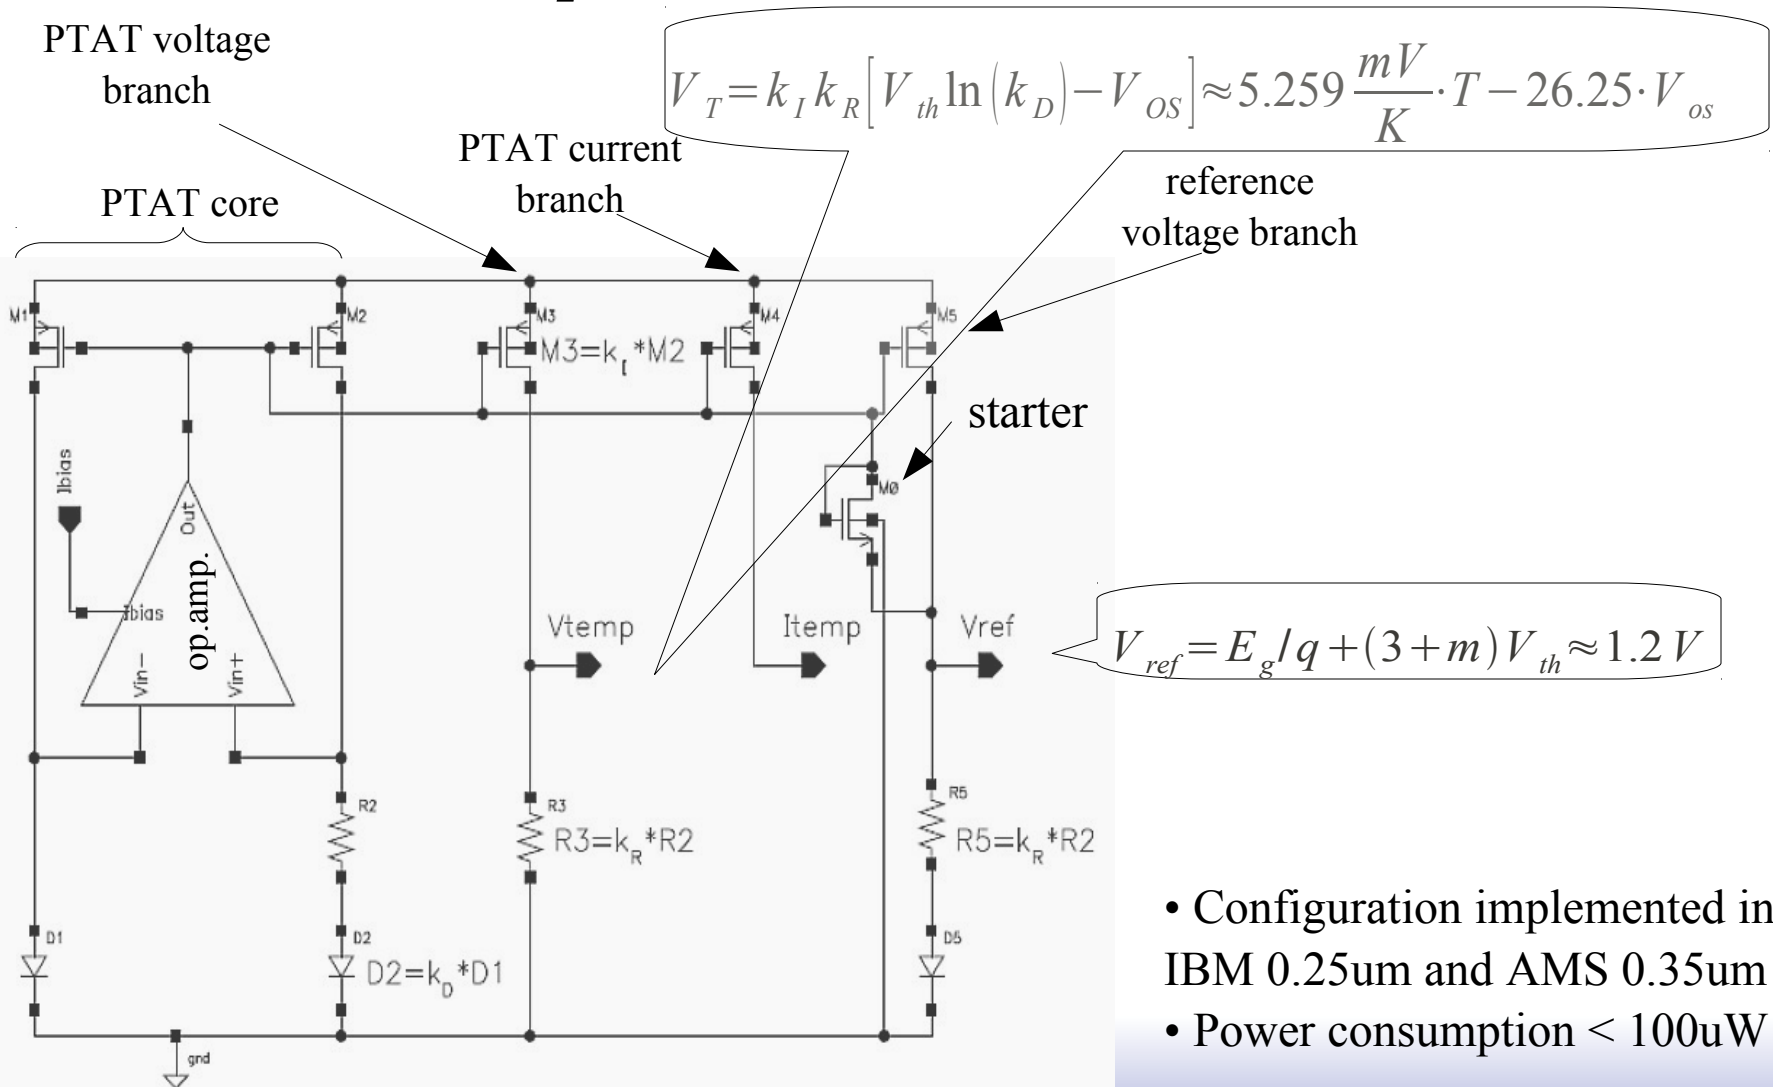 PTAT voltage
branch
V_T = k_I k_R [V_th ln(k_D) − V_OS] ≈ 5.259 mV/K · T − 26.25 · V_os
PTAT current
branch
reference
voltage branch
PTAT core
M1
M2
M3
M4
M5
M3=k_I*M2
starter
M0
Ibias
Out
op.amp.
Ibias
Vin−
Vin+
Vtemp
Itemp
Vref
V_ref = E_g/q + (3+m) V_th ≈ 1.2 V
R2
R3
R3=k_R*R2
R5
R5=k_R*R2
D1
D2
D2=k_D*D1
D5
gnd
• Configuration implemented in
IBM 0.25um and AMS 0.35um
• Power consumption < 100uW